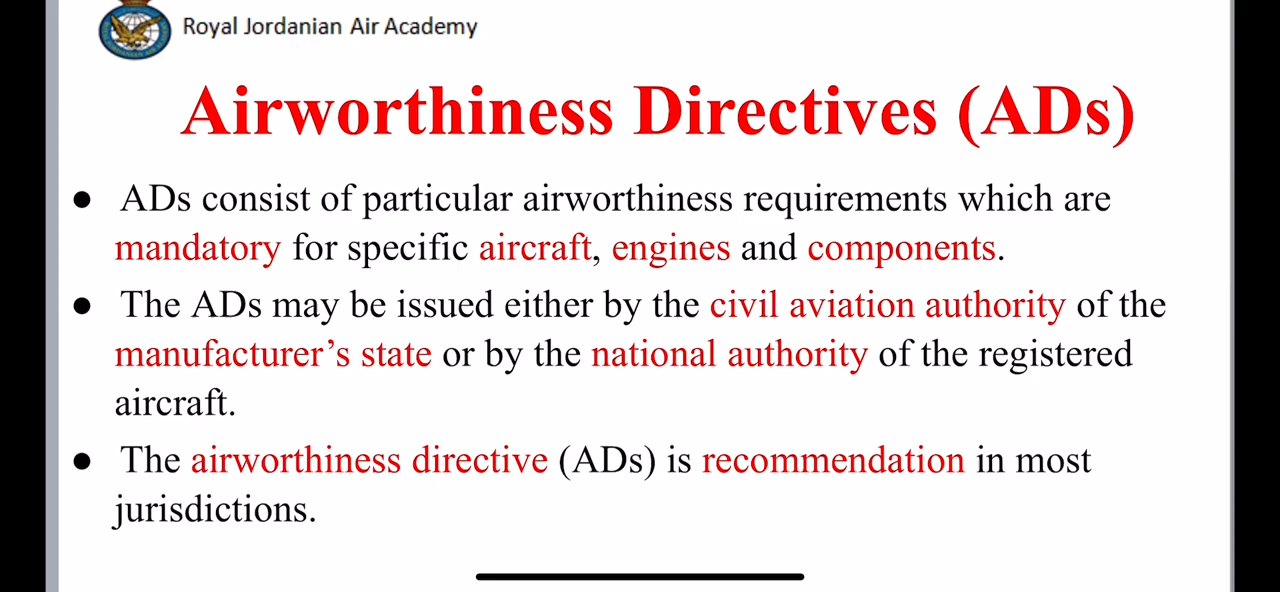 Royal Jordanian Air Academy
Airworthiness Directives (ADs)
● ADs consist of particular airworthiness requirements which are
mandatory for specific aircraft, engines and components.
● The ADs may be issued either by the civil aviation authority of the
manufacturer’s state or by the national authority of the registered
aircraft.
● The airworthiness directive (ADs) is recommendation in most
jurisdictions.